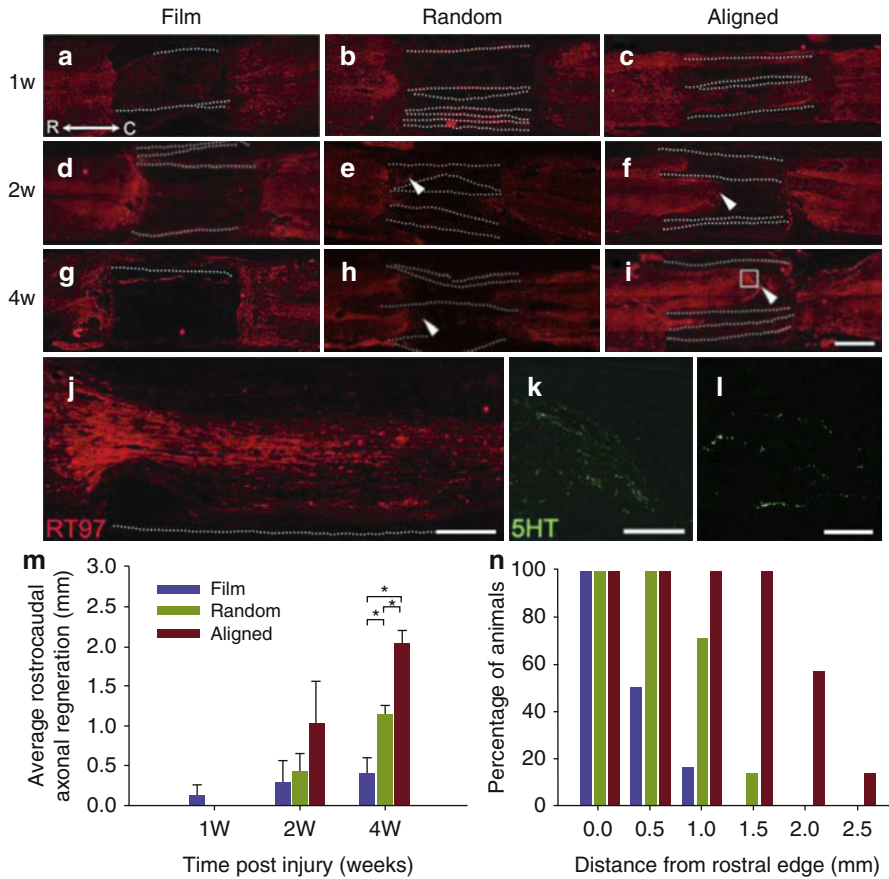 Film Random Aligned
1w
a b c
R C
2w
d e f
4w
g h i
j k l
RT97 5HT
m
Average rostrocaudal
axonal regneration (mm)
3.0
2.5
2.0
1.5
1.0
0.5
0.0
Film
Random
Aligned
* * *
1W 2W 4W
Time post injury (weeks)
n
Percentage of animals
100
80
60
40
20
0
0.0 0.5 1.0 1.5 2.0 2.5
Distance from rostral edge (mm)